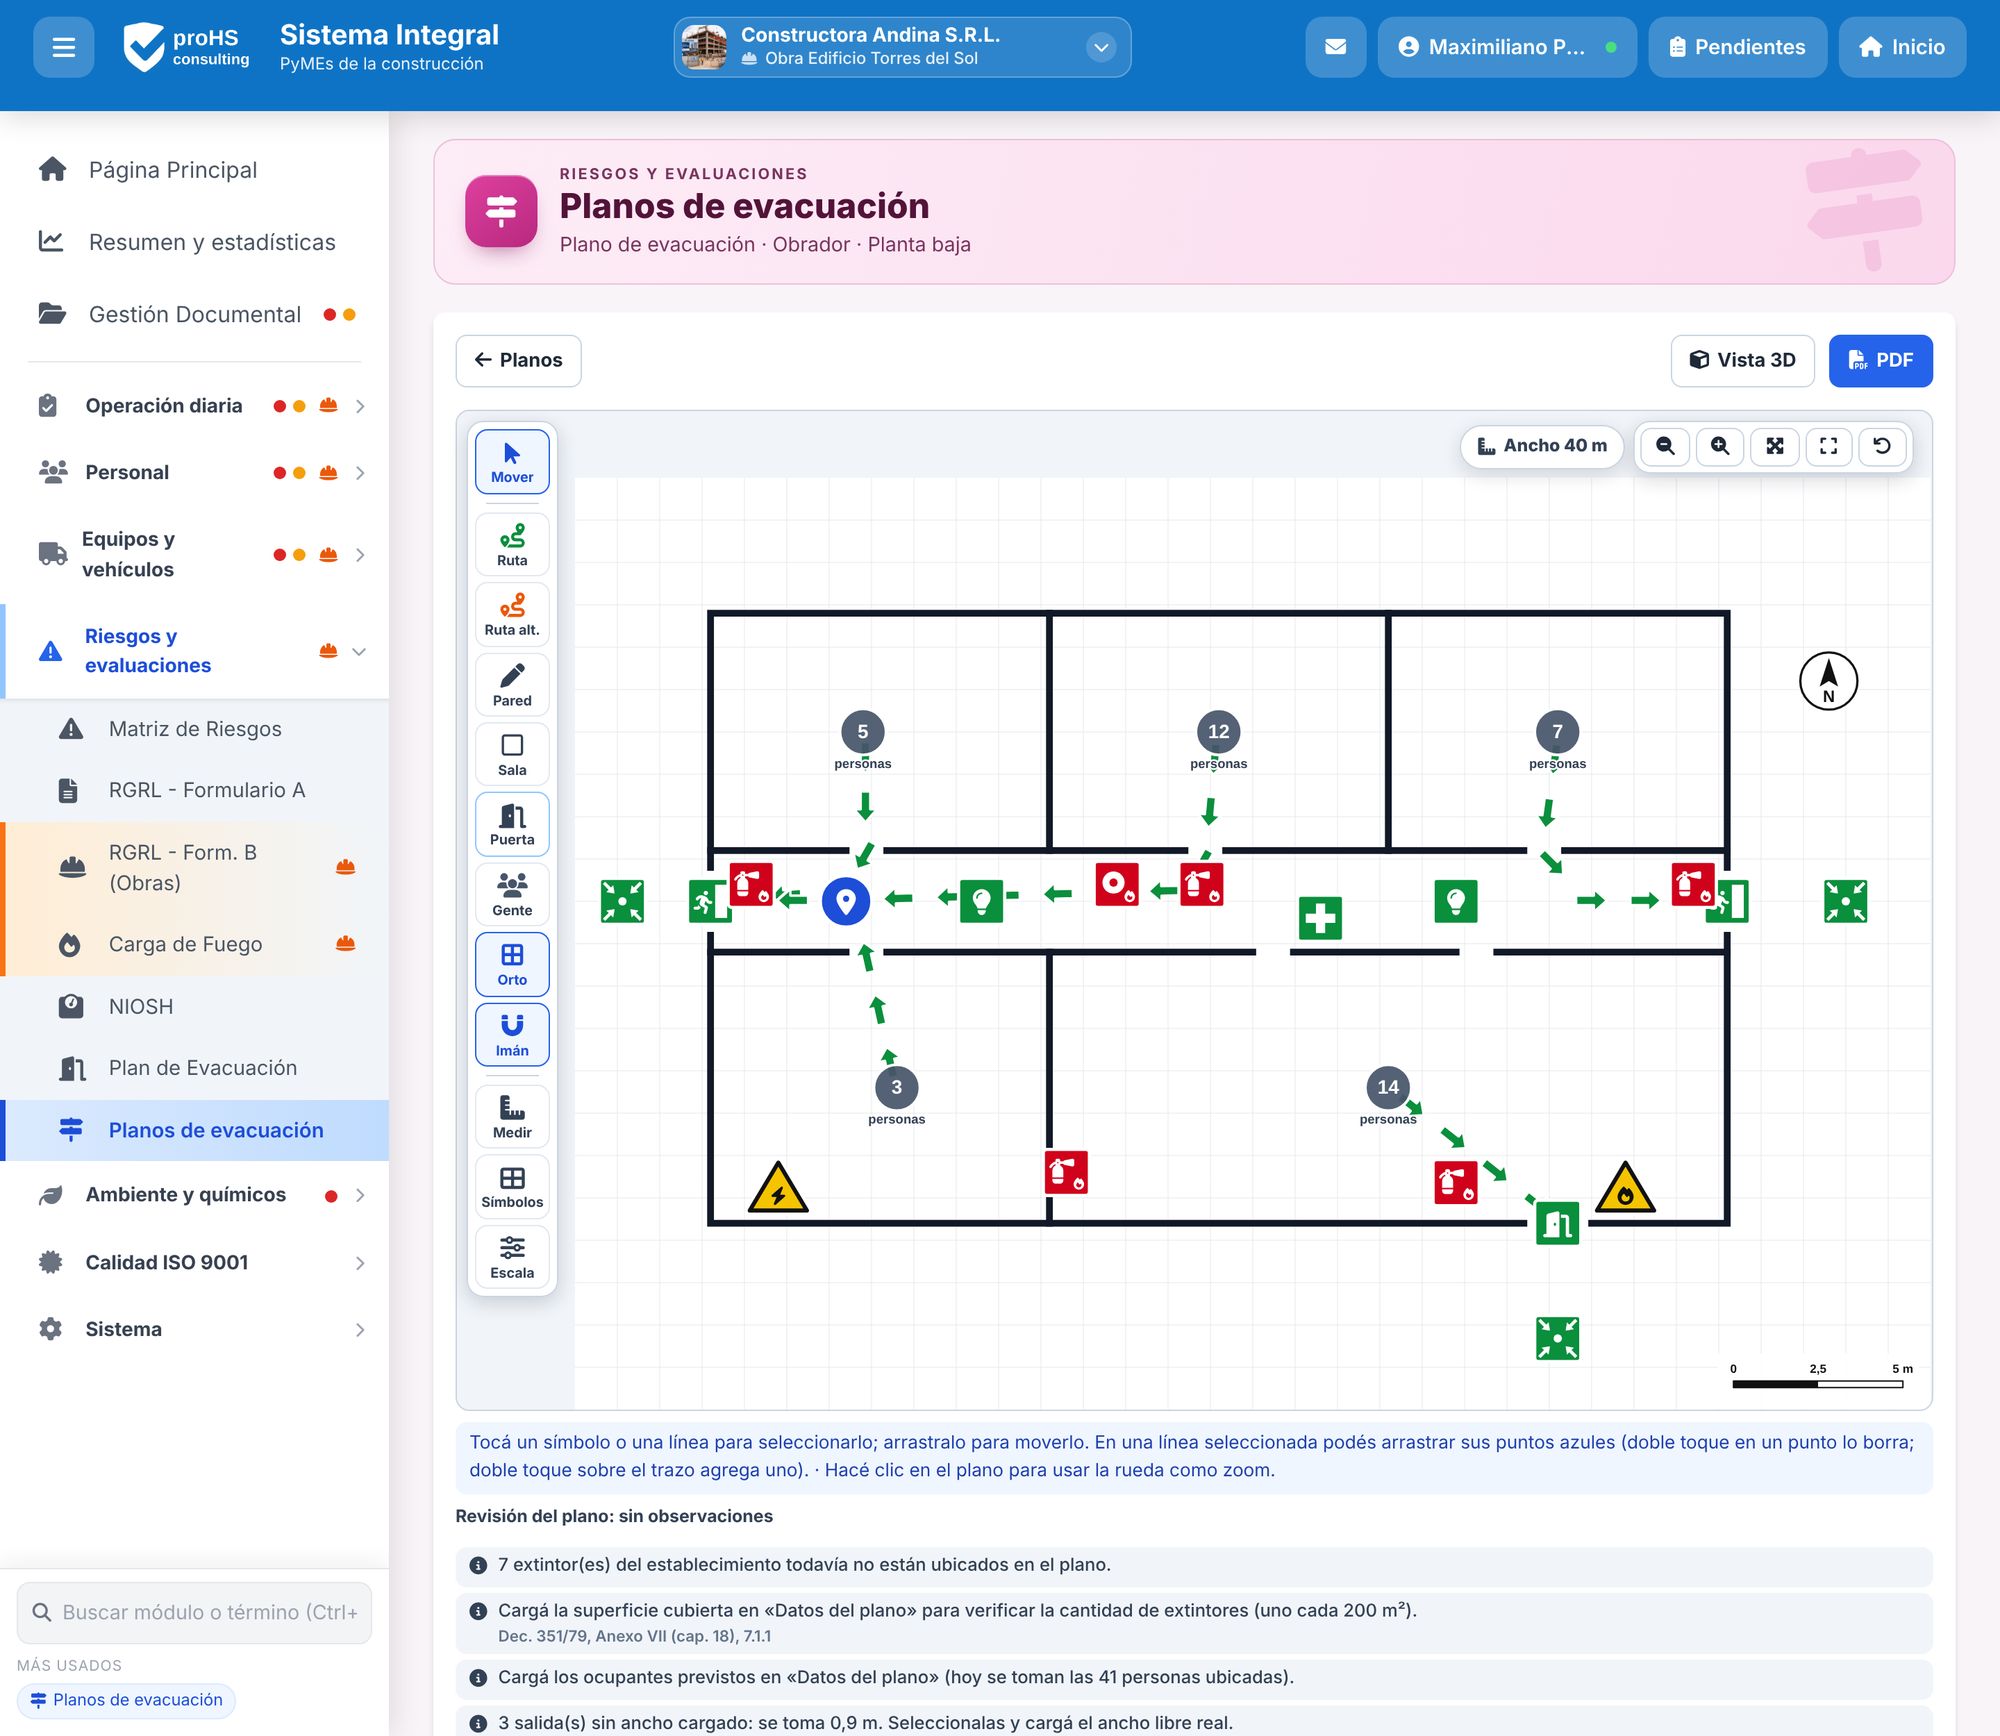 proHS
consulting
Sistema Integral
PyMEs de la construcción
Constructora Andina S.R.L.
Obra Edificio Torres del Sol
Maximiliano P...
Pendientes
Inicio
Página Principal
Resumen y estadísticas
Gestión Documental
Operación diaria
Personal
Equipos y
vehículos
Riesgos y
evaluaciones
Matriz de Riesgos
RGRL - Formulario A
RGRL - Form. B
(Obras)
Carga de Fuego
NIOSH
Plan de Evacuación
Planos de evacuación
Ambiente y químicos
Calidad ISO 9001
Sistema
Buscar módulo o término (Ctrl+
MÁS USADOS
Planos de evacuación
RIESGOS Y EVALUACIONES
Planos de evacuación
Plano de evacuación · Obrador · Planta baja
Planos
Vista 3D
PDF
Mover
Ruta
Ruta alt.
Pared
Sala
Puerta
Gente
Orto
Imán
Medir
Símbolos
Escala
Ancho 40 m
N
5
personas
12
personas
7
personas
3
personas
14
personas
0 2,5 5 m
Tocá un símbolo o una línea para seleccionarlo; arrastralo para moverlo. En una línea seleccionada podés arrastrar sus puntos azules (doble toque en un punto lo borra;
doble toque sobre el trazo agrega uno). · Hacé clic en el plano para usar la rueda como zoom.
Revisión del plano: sin observaciones
7 extintor(es) del establecimiento todavía no están ubicados en el plano.
Cargá la superficie cubierta en «Datos del plano» para verificar la cantidad de extintores (uno cada 200 m²).
Dec. 351/79, Anexo VII (cap. 18), 7.1.1
Cargá los ocupantes previstos en «Datos del plano» (hoy se toman las 41 personas ubicadas).
3 salida(s) sin ancho cargado: se toma 0,9 m. Seleccionalas y cargá el ancho libre real.